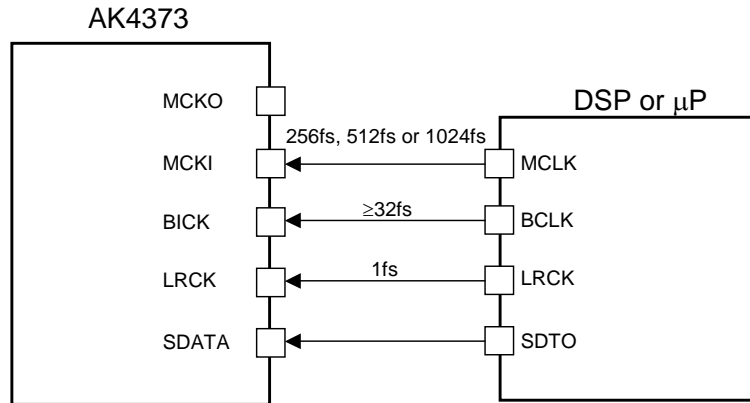 AK4373
DSP or μP
MCKO
256fs, 512fs or 1024fs
MCKI
MCLK
≥32fs
BICK
BCLK
1fs
LRCK
LRCK
SDATA
SDTO